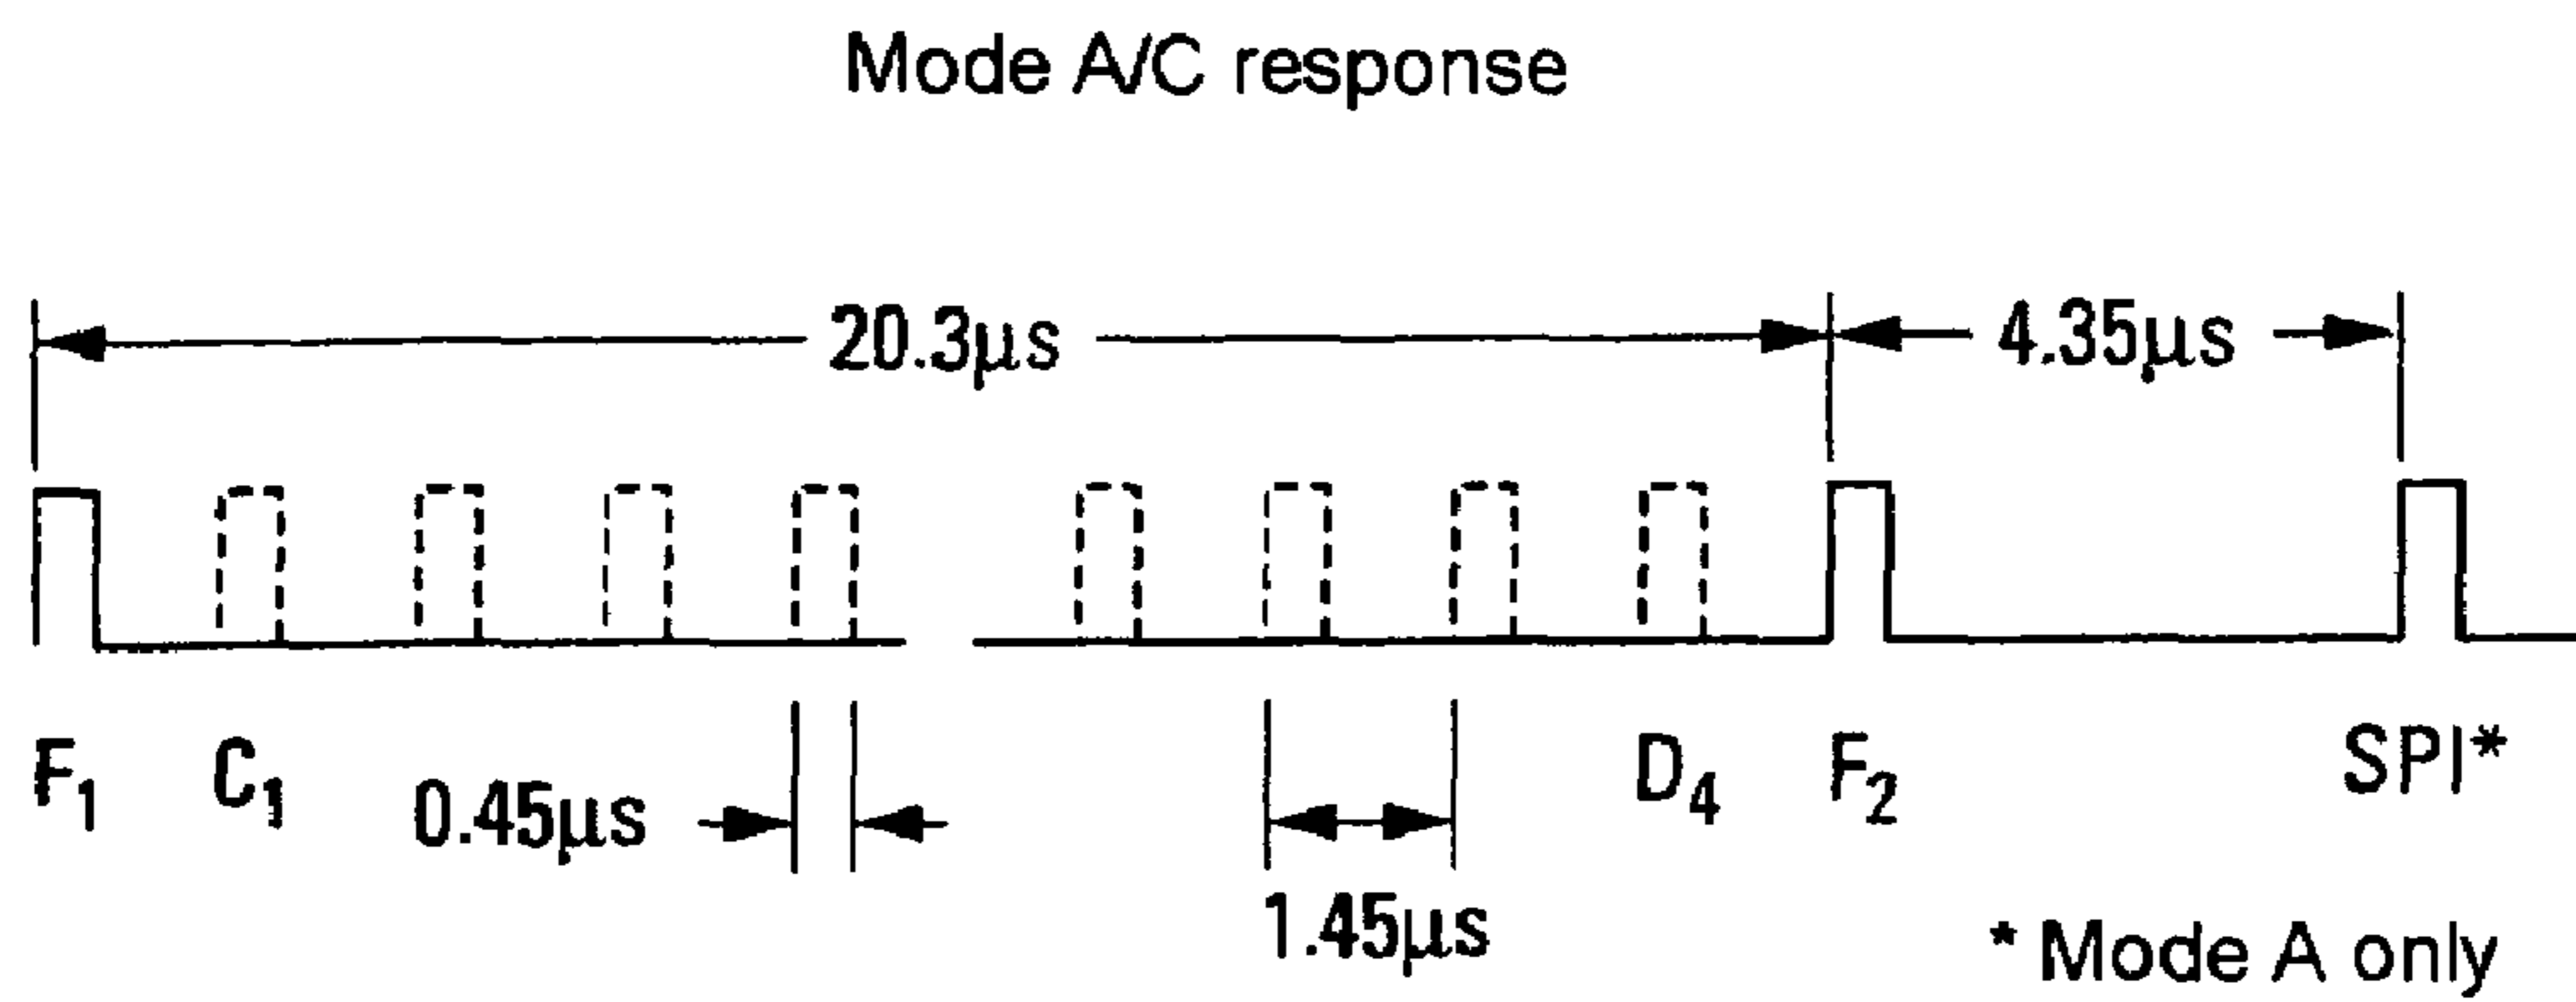 Mode A/C response
20.3μs
4.35μs
F₁ C₁ D₄ F₂ SPI*
0.45μs
1.45μs
* Mode A only